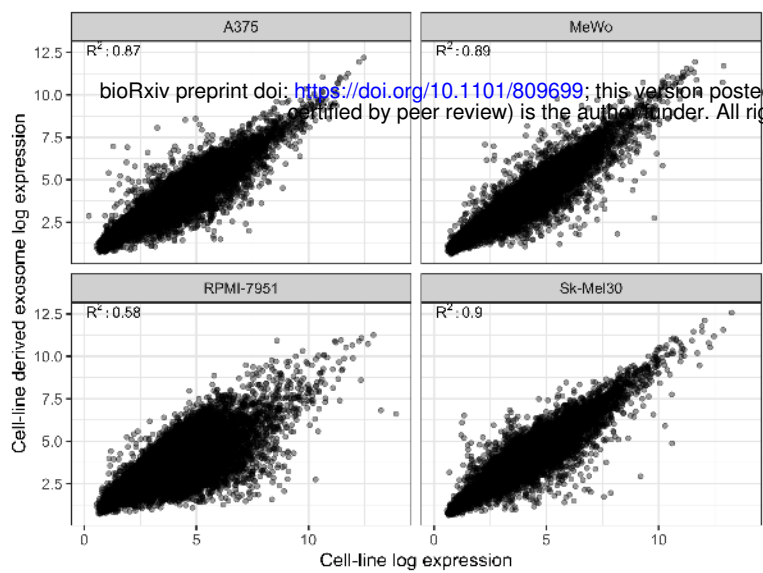 A375
MeWo
R²: 0.87
R²: 0.89
bioRxiv preprint doi: https://doi.org/10.1101/809699; this version poste
certified by peer review) is the author/funder. All rig
12.5
10.0
7.5
5.0
2.5
RPMI-7951
Sk-Mel30
R²: 0.58
R²: 0.9
12.5
10.0
7.5
5.0
2.5
0
5
10
0
5
10
Cell-line log expression
Cell-line derived exosome log expression